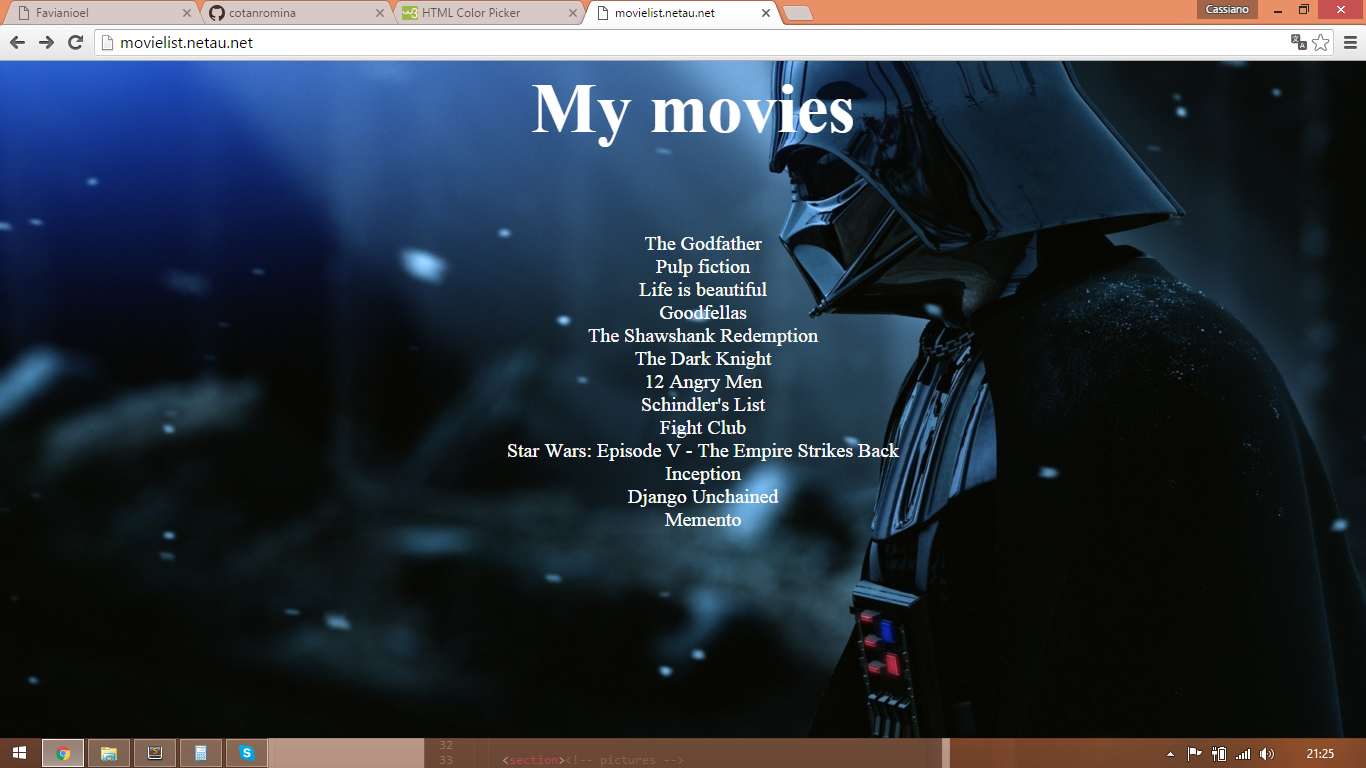 Favianioel
cotanromina
HTML Color Picker
movielist.netau.net
Cassiano
movielist.netau.net
My movies
The Godfather
Pulp fiction
Life is beautiful
Goodfellas
The Shawshank Redemption
The Dark Knight
12 Angry Men
Schindler's List
Fight Club
Star Wars: Episode V - The Empire Strikes Back
Inception
Django Unchained
Memento
32
33 <section><!-- pictures -->
21:25